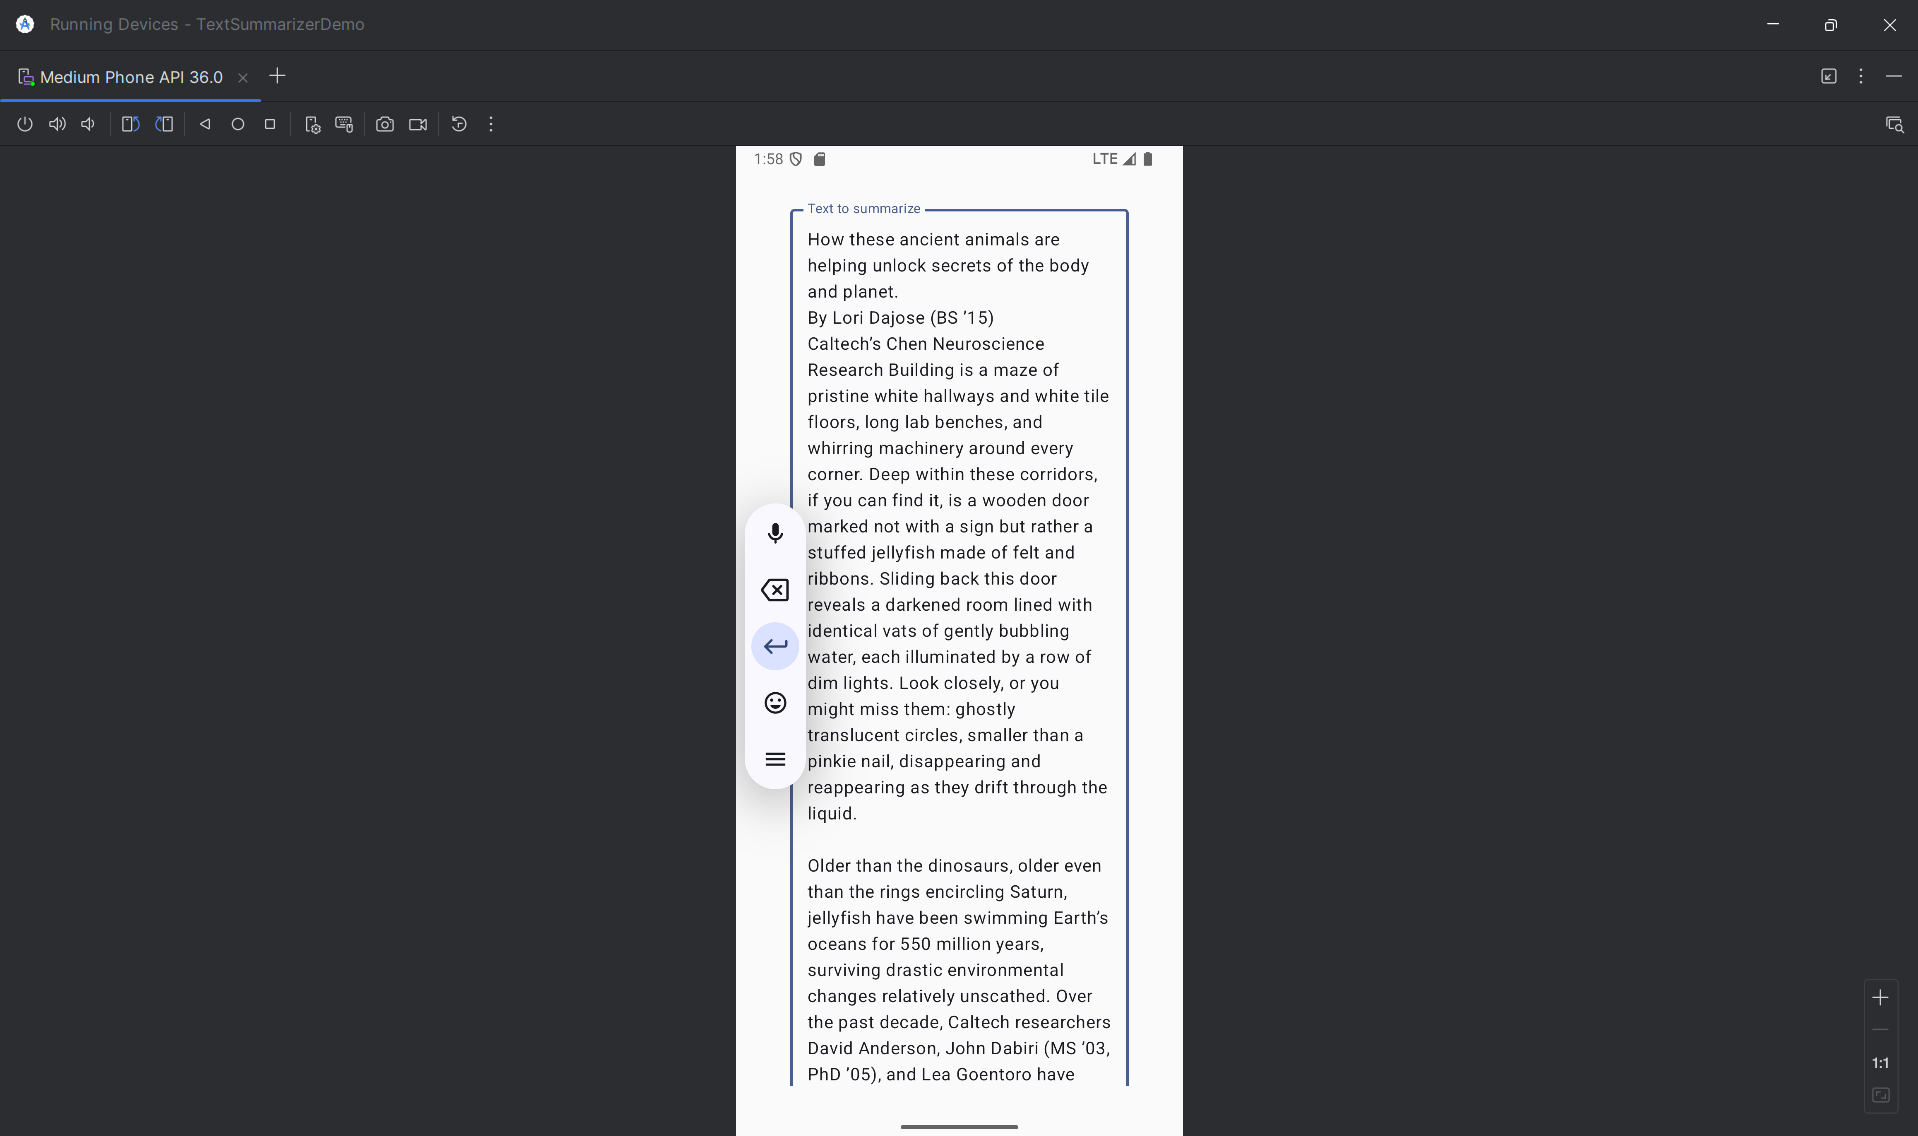 Running Devices - TextSummarizerDemo
Medium Phone API 36.0
1:58
LTE
Text to summarize
How these ancient animals are
helping unlock secrets of the body
and planet.
By Lori Dajose (BS ’15)
Caltech’s Chen Neuroscience
Research Building is a maze of
pristine white hallways and white tile
floors, long lab benches, and
whirring machinery around every
corner. Deep within these corridors,
if you can find it, is a wooden door
marked not with a sign but rather a
stuffed jellyfish made of felt and
ribbons. Sliding back this door
reveals a darkened room lined with
identical vats of gently bubbling
water, each illuminated by a row of
dim lights. Look closely, or you
might miss them: ghostly
translucent circles, smaller than a
pinkie nail, disappearing and
reappearing as they drift through the
liquid.
Older than the dinosaurs, older even
than the rings encircling Saturn,
jellyfish have been swimming Earth’s
oceans for 550 million years,
surviving drastic environmental
changes relatively unscathed. Over
the past decade, Caltech researchers
David Anderson, John Dabiri (MS ’03,
PhD ’05), and Lea Goentoro have
1:1